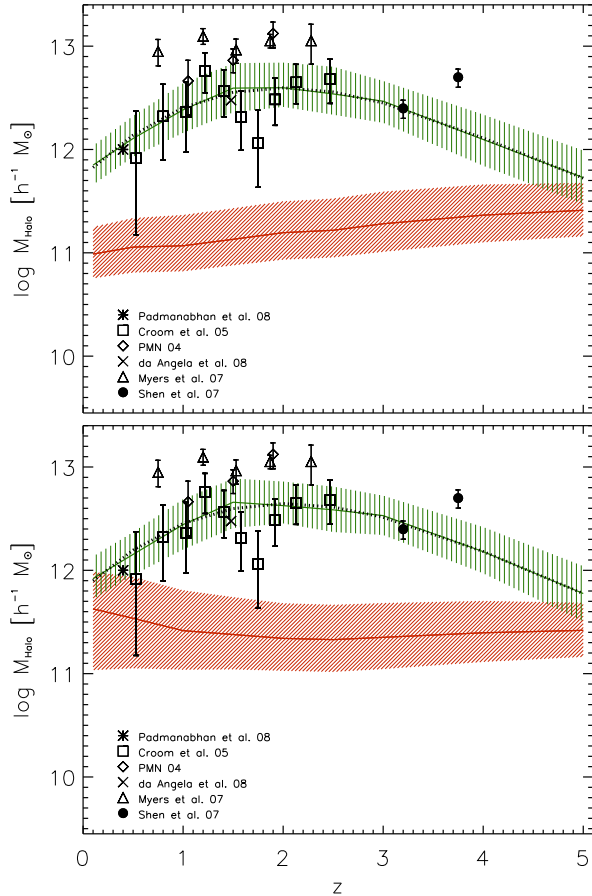 13
12
11
10
log M_Halo [h⁻¹ M⊙]
Padmanabhan et al. 08
Croom et al. 05
PMN 04
da Angela et al. 08
Myers et al. 07
Shen et al. 07
13
12
11
10
log M_Halo [h⁻¹ M⊙]
Padmanabhan et al. 08
Croom et al. 05
PMN 04
da Angela et al. 08
Myers et al. 07
Shen et al. 07
0 1 2 3 4 5
z